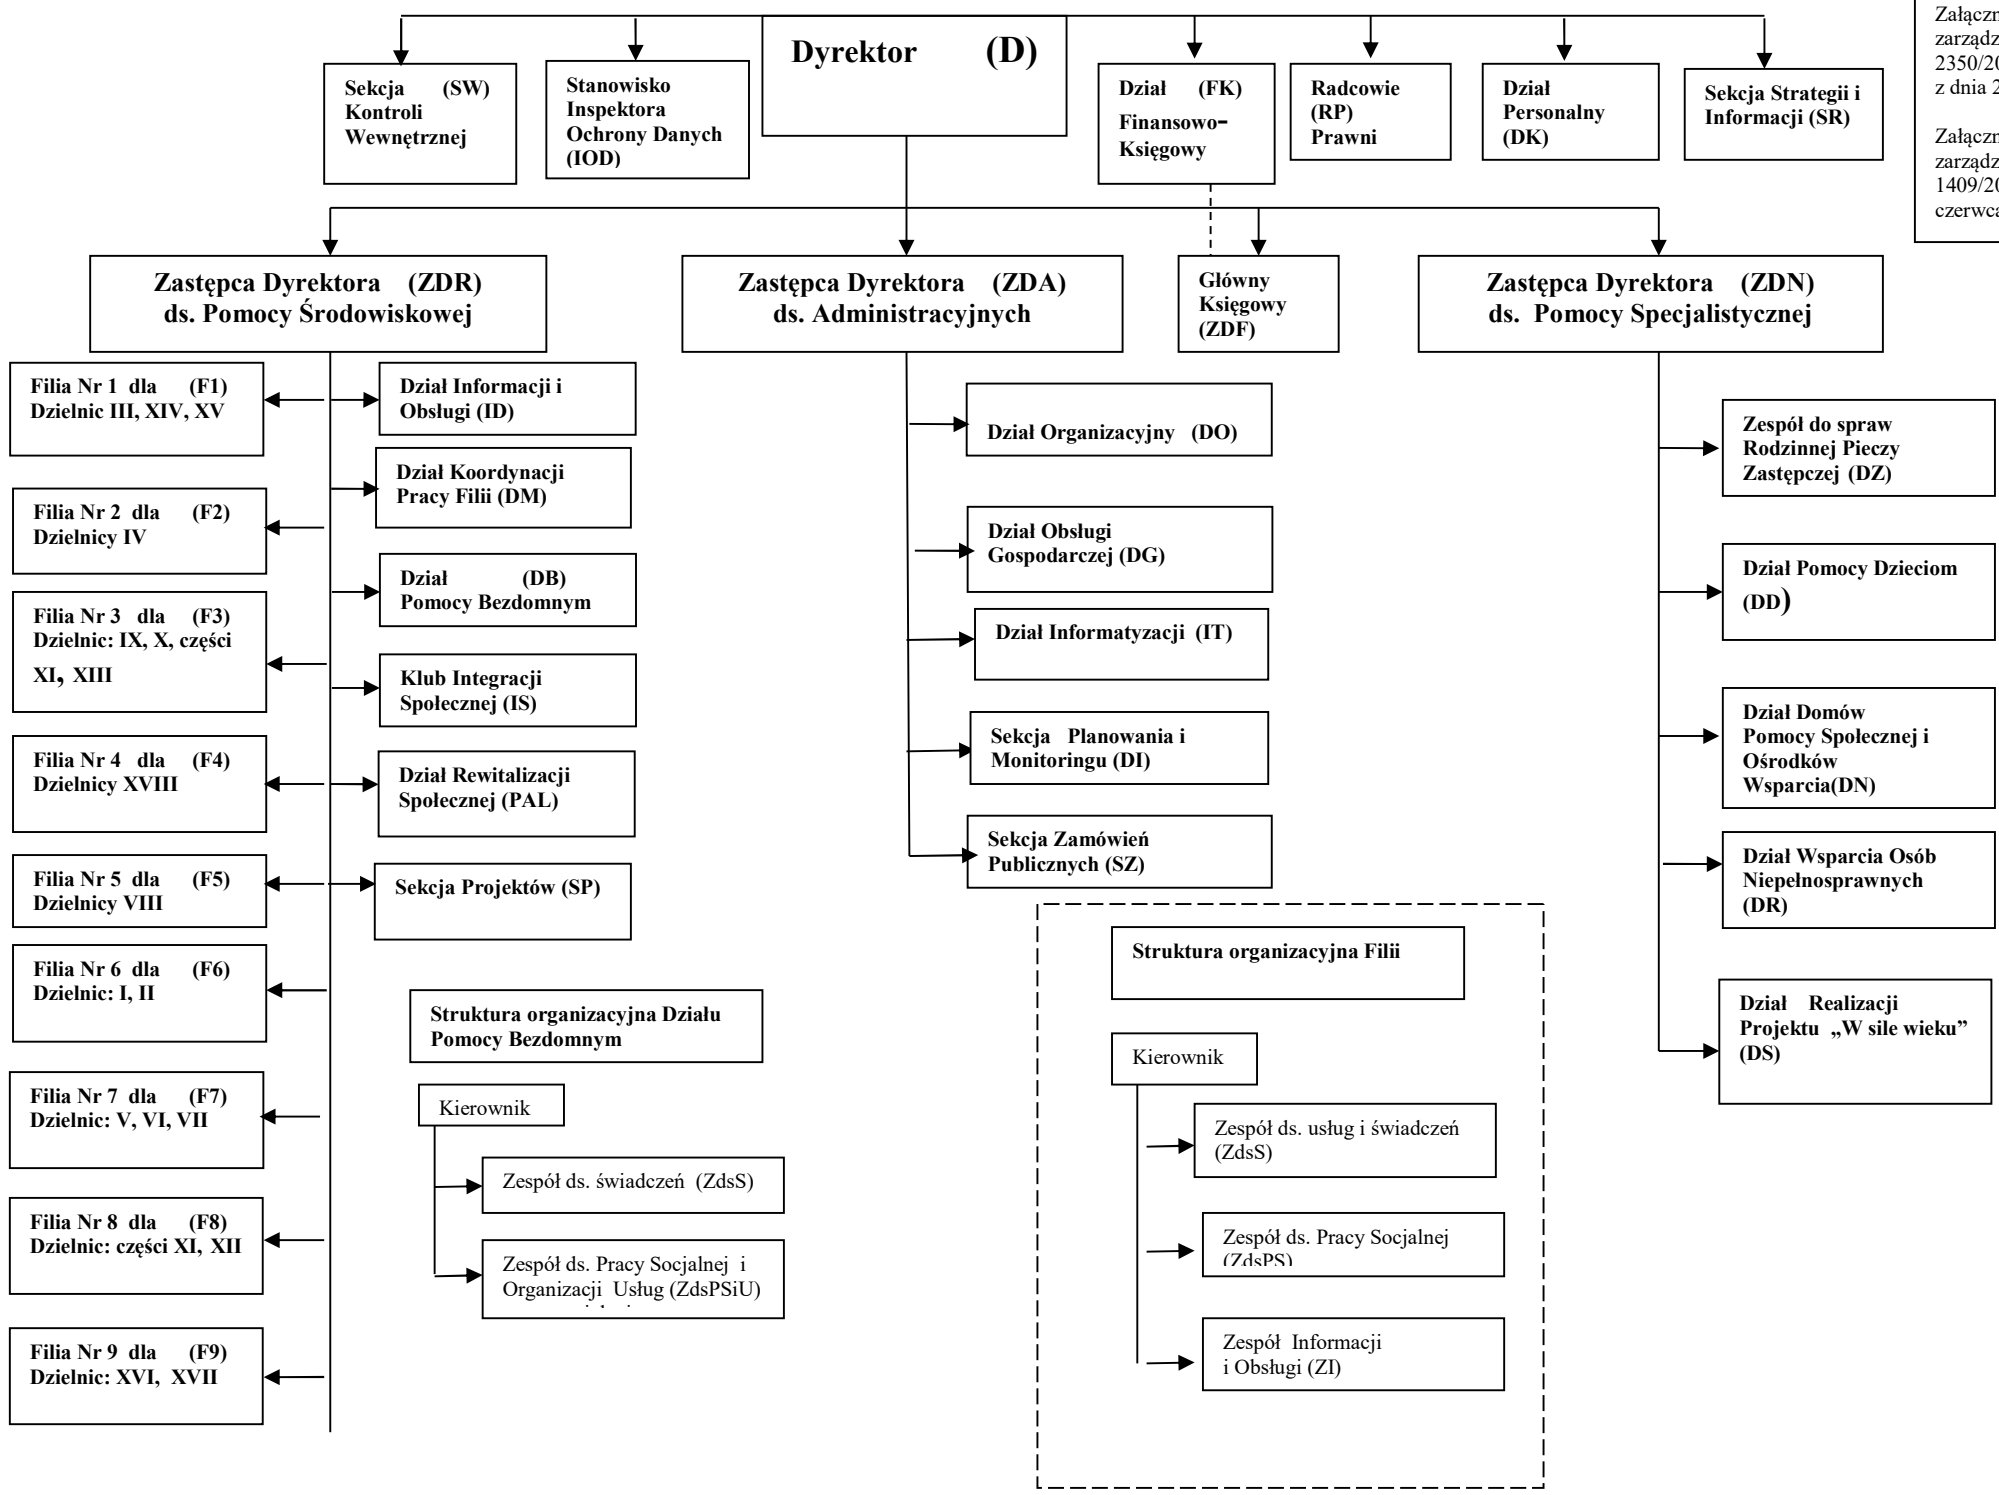 Dyrektor (D)
Sekcja (SW)
Kontroli
Wewnętrznej
Stanowisko
Inspektora
Ochrony Danych
(IOD)
Dział (FK)
Finansowo–
Księgowy
Radcowie
(RP)
Prawni
Dział
Personalny
(DK)
Sekcja Strategii i
Informacji (SR)
z dnia 2
Zastępca Dyrektora (ZDR)
ds. Pomocy Środowiskowej
Zastępca Dyrektora (ZDA)
ds. Administracyjnych
Główny
Księgowy
(ZDF)
Zastępca Dyrektora (ZDN)
ds. Pomocy Specjalistycznej
Filia Nr 1 dla (F1)
Dzielnic III, XIV, XV
Filia Nr 2 dla (F2)
Dzielnicy IV
Filia Nr 3 dla (F3)
Dzielnic: IX, X, części
XI, XIII
Filia Nr 4 dla (F4)
Dzielnicy XVIII
Filia Nr 5 dla (F5)
Dzielnicy VIII
Filia Nr 6 dla (F6)
Dzielnic: I, II
Filia Nr 7 dla (F7)
Dzielnic: V, VI, VII
Filia Nr 8 dla (F8)
Dzielnic: części XI, XII
Filia Nr 9 dla (F9)
Dzielnic: XVI, XVII
Dział Informacji i
Obsługi (ID)
Dział Koordynacji
Pracy Filii (DM)
Dział (DB)
Pomocy Bezdomnym
Klub Integracji
Społecznej (IS)
Dział Rewitalizacji
Społecznej (PAL)
Sekcja Projektów (SP)
Struktura organizacyjna Działu
Pomocy Bezdomnym
Kierownik
Zespół ds. świadczeń (ZdsS)
Zespół ds. Pracy Socjalnej i
Organizacji Usług (ZdsPSiU)
Dział Organizacyjny (DO)
Dział Obsługi
Gospodarczej (DG)
Dział Informatyzacji (IT)
Sekcja Planowania i
Monitoringu (DI)
Sekcja Zamówień
Publicznych (SZ)
Struktura organizacyjna Filii
Kierownik
Zespół ds. usług i świadczeń
(ZdsS)
Zespół ds. Pracy Socjalnej
(ZdsPS)
Zespół Informacji
i Obsługi (ZI)
Zespół do spraw
Rodzinnej Pieczy
Zastępczej (DZ)
Dział Pomocy Dzieciom
(DD)
Dział Domów
Pomocy Społecznej i
Ośrodków
Wsparcia(DN)
Dział Wsparcia Osób
Niepełnosprawnych
(DR)
Dział Realizacji
Projektu „W sile wieku”
(DS)